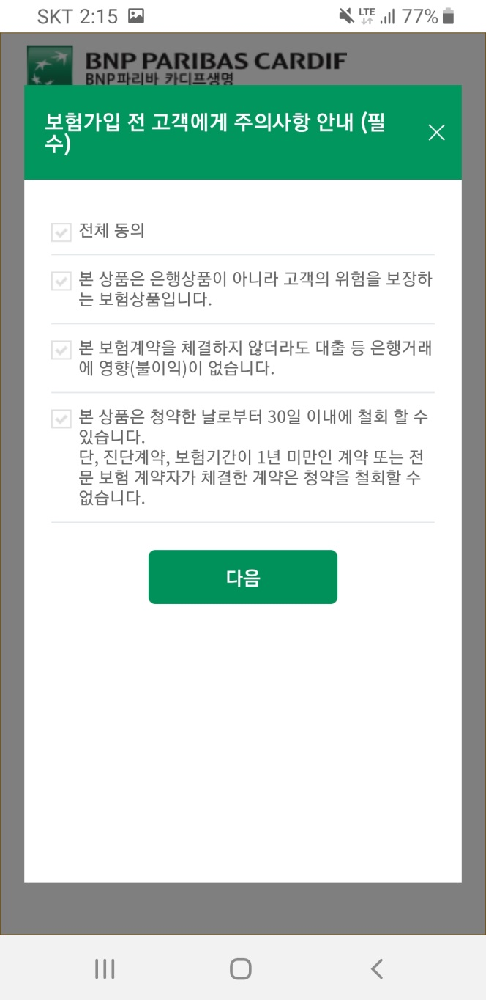 SKT 2:15
LTE
77%
BNP PARIBAS CARDIF
BNP파리바 카디프생명
보험가입 전 고객에게 주의사항 안내 (필
수)
전체 동의
본 상품은 은행상품이 아니라 고객의 위험을 보장하
는 보험상품입니다.
본 보험계약을 체결하지 않더라도 대출 등 은행거래
에 영향(불이익)이 없습니다.
본 상품은 청약한 날로부터 30일 이내에 철회 할 수
있습니다.
단, 진단계약, 보험기간이 1년 미만인 계약 또는 전
문 보험 계약자가 체결한 계약은 청약을 철회할 수
없습니다.
다음